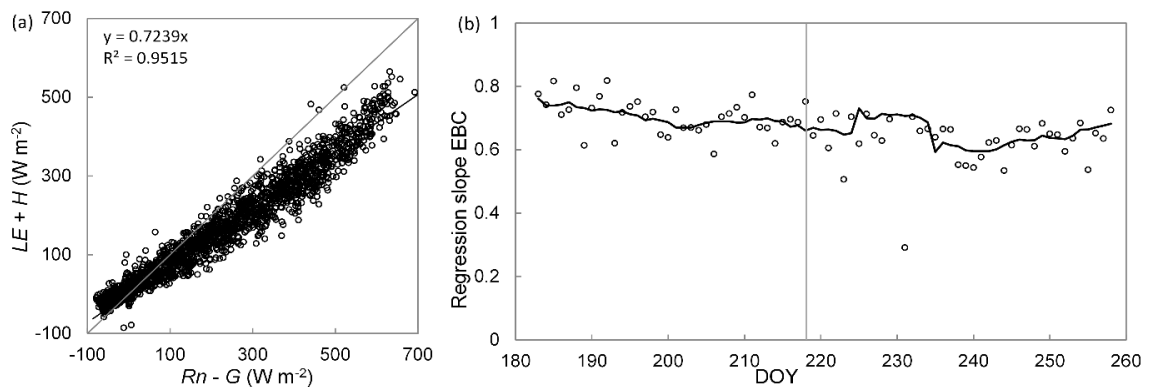 (a)
y = 0.7239x
R² = 0.9515
700
500
300
100
-100
LE + H (W m⁻²)
-100 100 300 500 700
Rn - G (W m⁻²)
(b)
1
0.8
0.6
0.4
0.2
0
Regression slope EBC
180 190 200 210 220 230 240 250 260
DOY